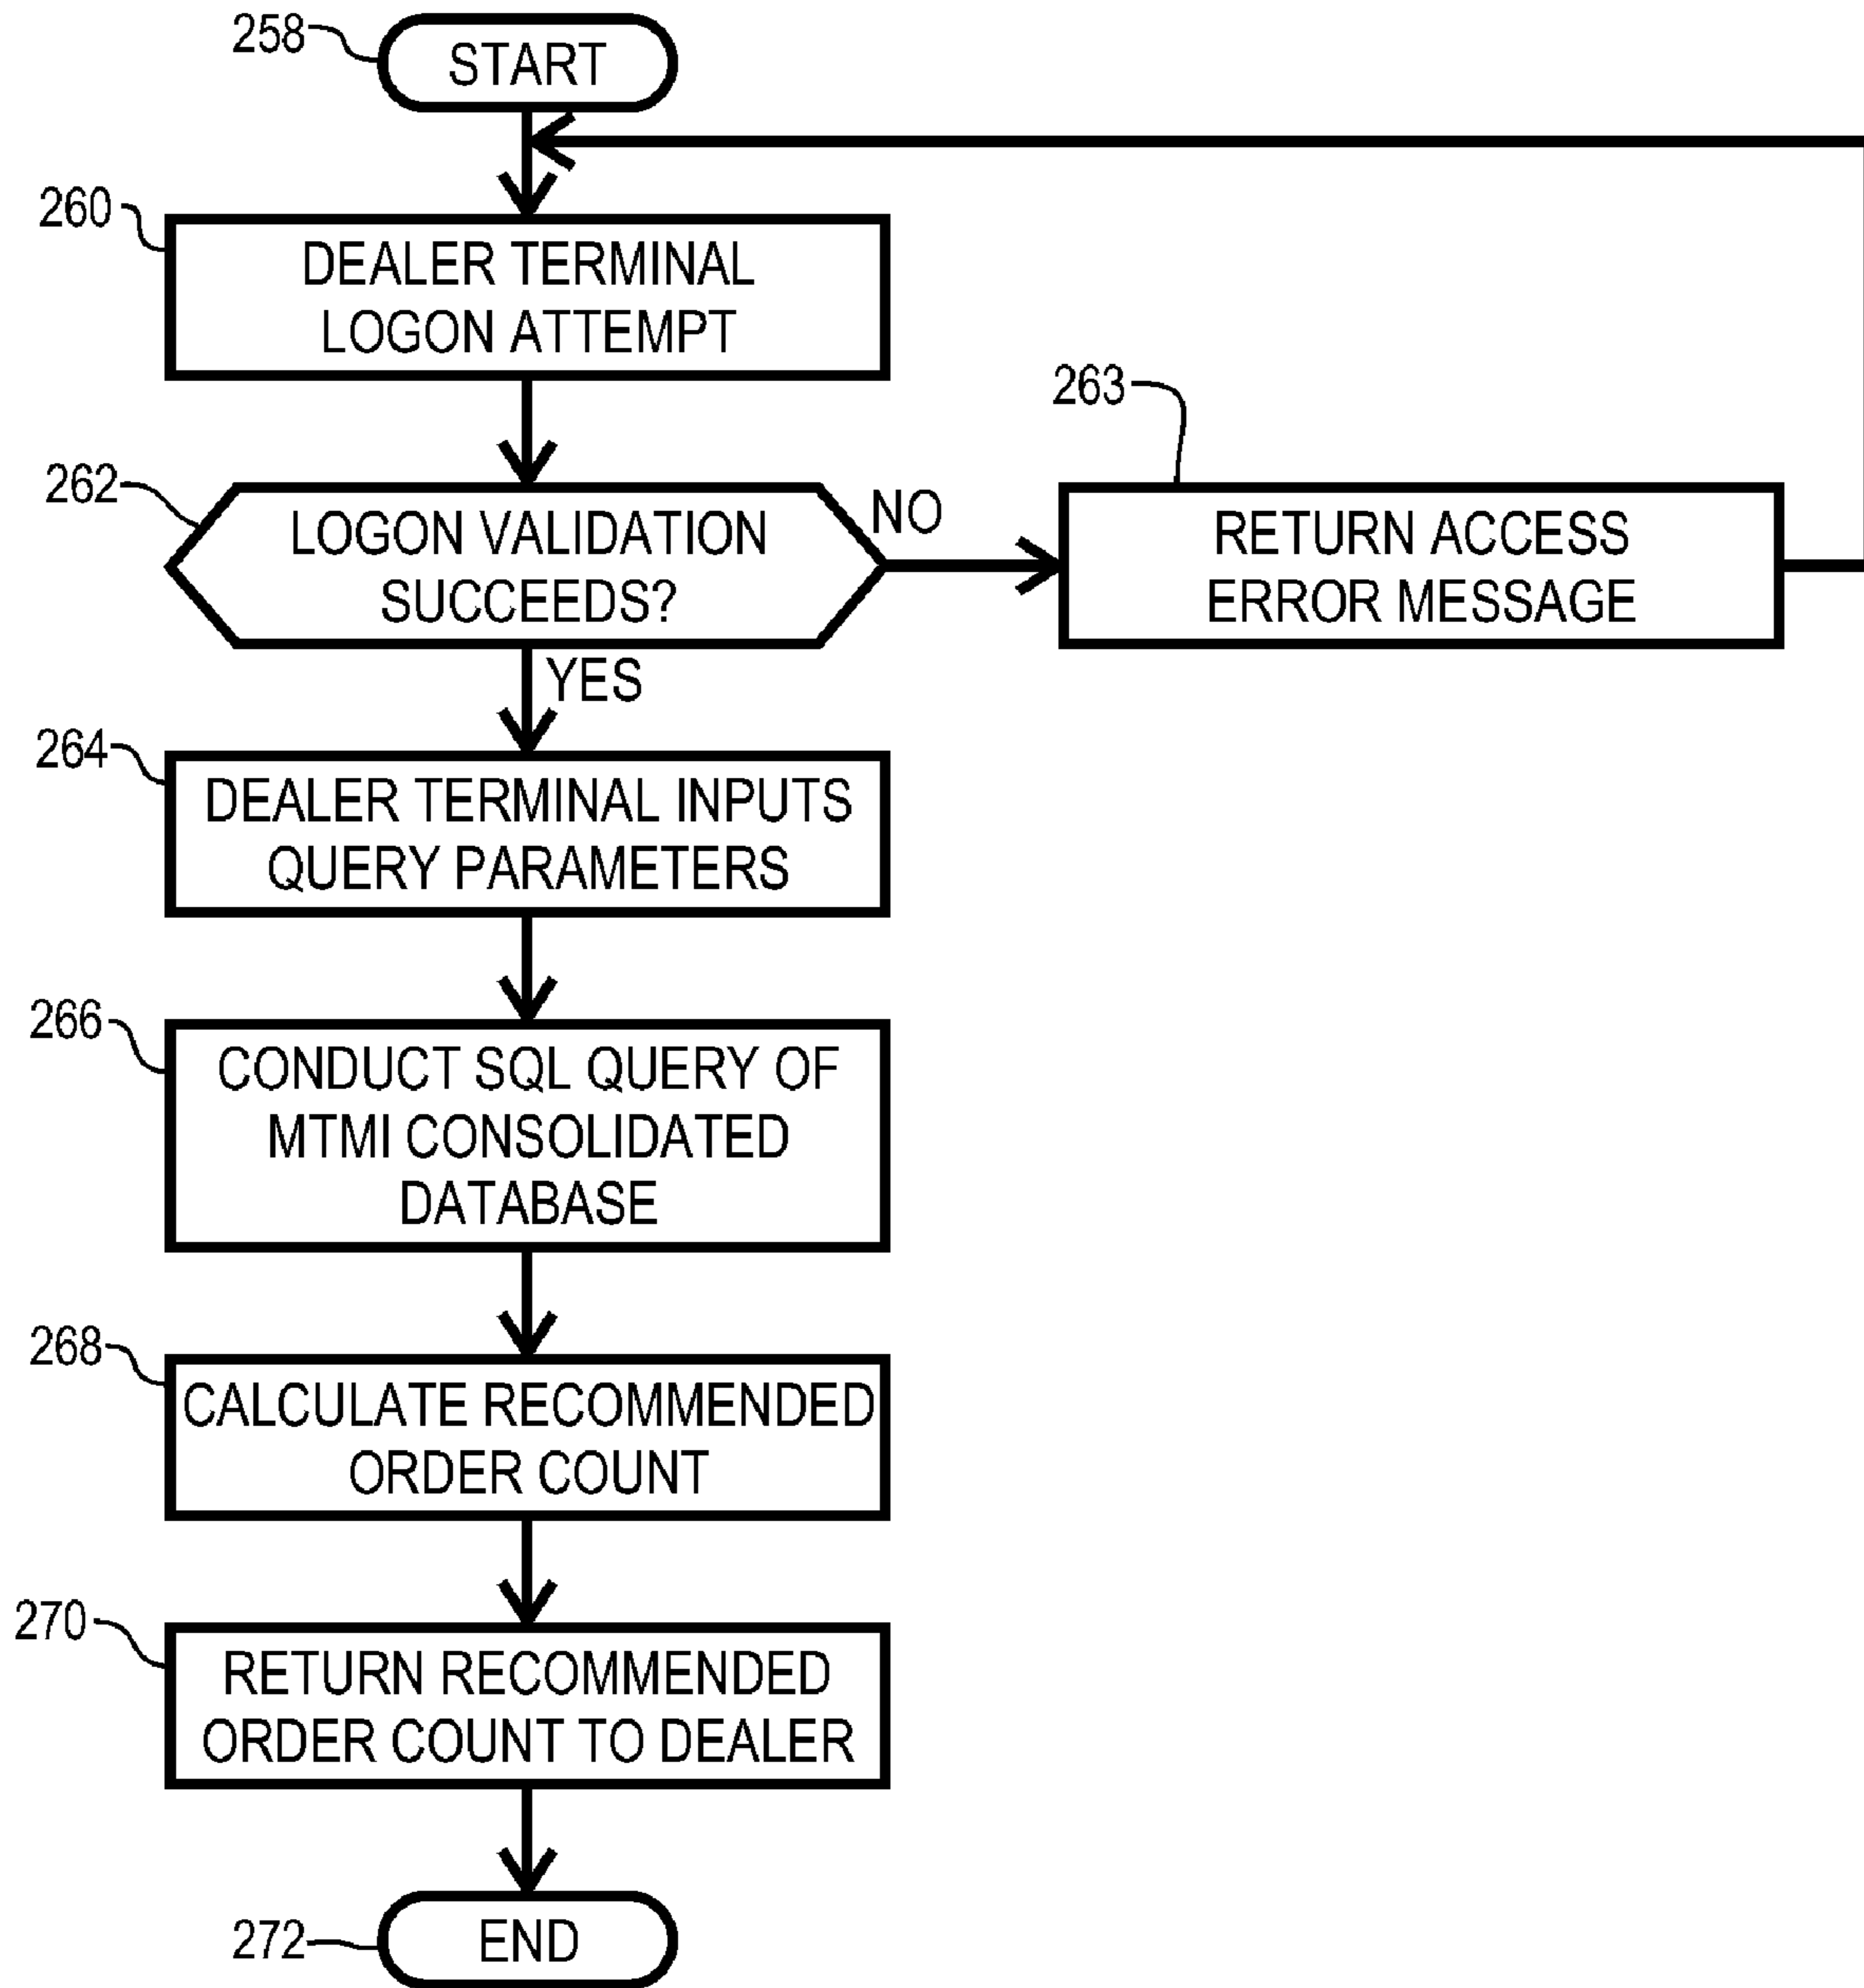 258
START
260
DEALER TERMINAL
LOGON ATTEMPT
262
LOGON VALIDATION
SUCCEEDS?
NO
263
RETURN ACCESS
ERROR MESSAGE
YES
264
DEALER TERMINAL INPUTS
QUERY PARAMETERS
266
CONDUCT SQL QUERY OF
MTMI CONSOLIDATED
DATABASE
268
CALCULATE RECOMMENDED
ORDER COUNT
270
RETURN RECOMMENDED
ORDER COUNT TO DEALER
272
END